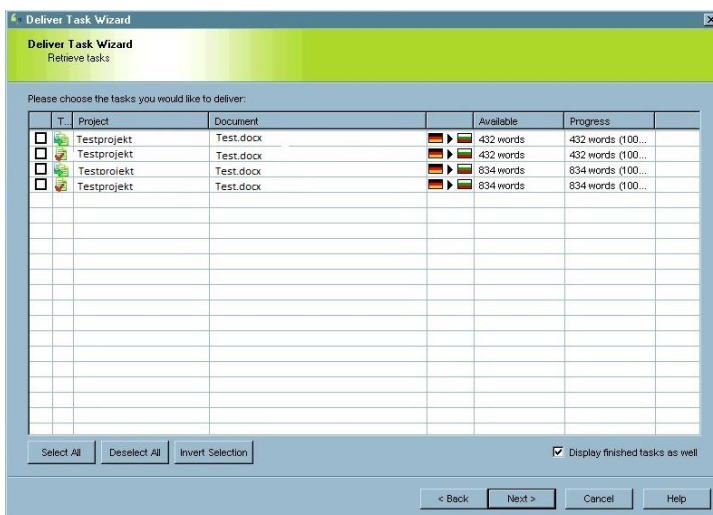 Deliver Task Wizard
Deliver Task Wizard
Retrieve tasks
Please choose the tasks you would like to deliver:
T... Project Document Available Progress
Testprojekt Test.docx 432 words 432 words (100...
Testprojekt Test.docx 432 words 432 words (100...
Testproiekt Test.docx 834 words 834 words (100...
Testprojekt Test.docx 834 words 834 words (100...
Select All Deselect All Invert Selection Display finished tasks as well
< Back Next > Cancel Help